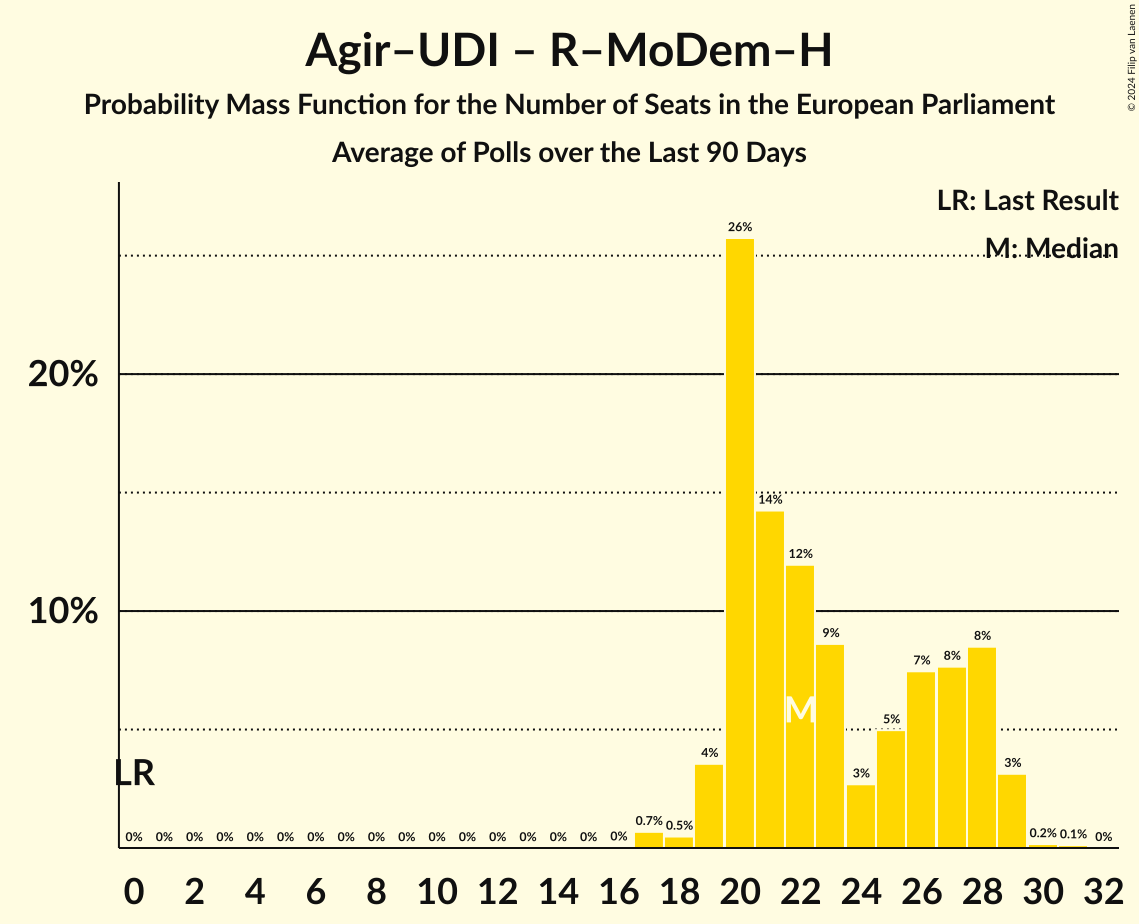 Agir–UDI – R–MoDem–H
Probability Mass Function for the Number of Seats in the European Parliament
Average of Polls over the Last 90 Days
© 2024 Filip van Laenen
LR: Last Result
M: Median
26%
20%
14%
12%
10%
9%
8%
7% 8%
M
5%
4%
3%
3%
LR
0% 0% 0% 0% 0% 0% 0% 0% 0% 0% 0% 0% 0% 0% 0% 0% 0% 0.7% 0.5% 0.2% 0.1% 0%
0 2 4 6 8 10 12 14 16 18 20 22 24 26 28 30 32